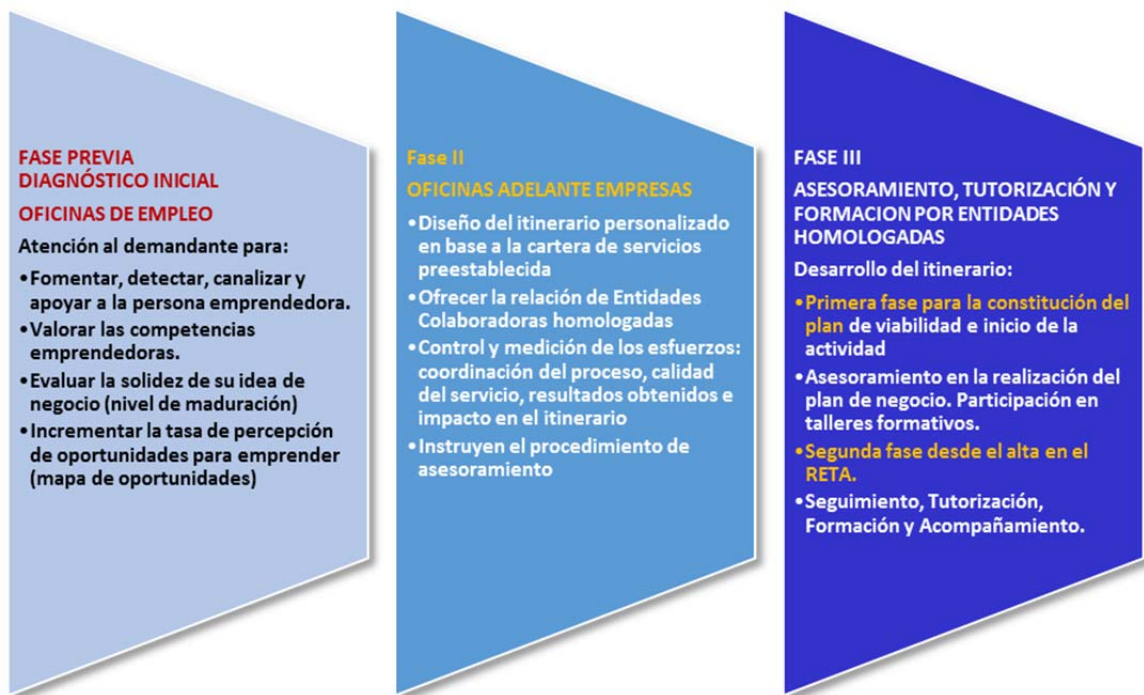 FASE PREVIA
DIAGNÓSTICO INICIAL
OFICINAS DE EMPLEO
Atención al demandante para:
•Fomentar, detectar, canalizar y
apoyar a la persona emprendedora.
•Valorar las competencias
emprendedoras.
•Evaluar la solidez de su idea de
negocio (nivel de maduración)
•Incrementar la tasa de percepción
de oportunidades para emprender
(mapa de oportunidades)
Fase II
OFICINAS ADELANTE EMPRESAS
•Diseño del itinerario personalizado
en base a la cartera de servicios
preestablecida
•Ofrecer la relación de Entidades
Colaboradoras homologadas
•Control y medición de los esfuerzos:
coordinación del proceso, calidad
del servicio, resultados obtenidos e
impacto en el itinerario
•Instruyen el procedimiento de
asesoramiento
FASE III
ASESORAMIENTO, TUTORIZACIÓN Y
FORMACION POR ENTIDADES
HOMOLOGADAS
Desarrollo del itinerario:
•Primera fase para la constitución del
plan de viabilidad e inicio de la
actividad
•Asesoramiento en la realización del
plan de negocio. Participación en
talleres formativos.
•Segunda fase desde el alta en el
RETA.
•Seguimiento, Tutorización,
Formación y Acompañamiento.